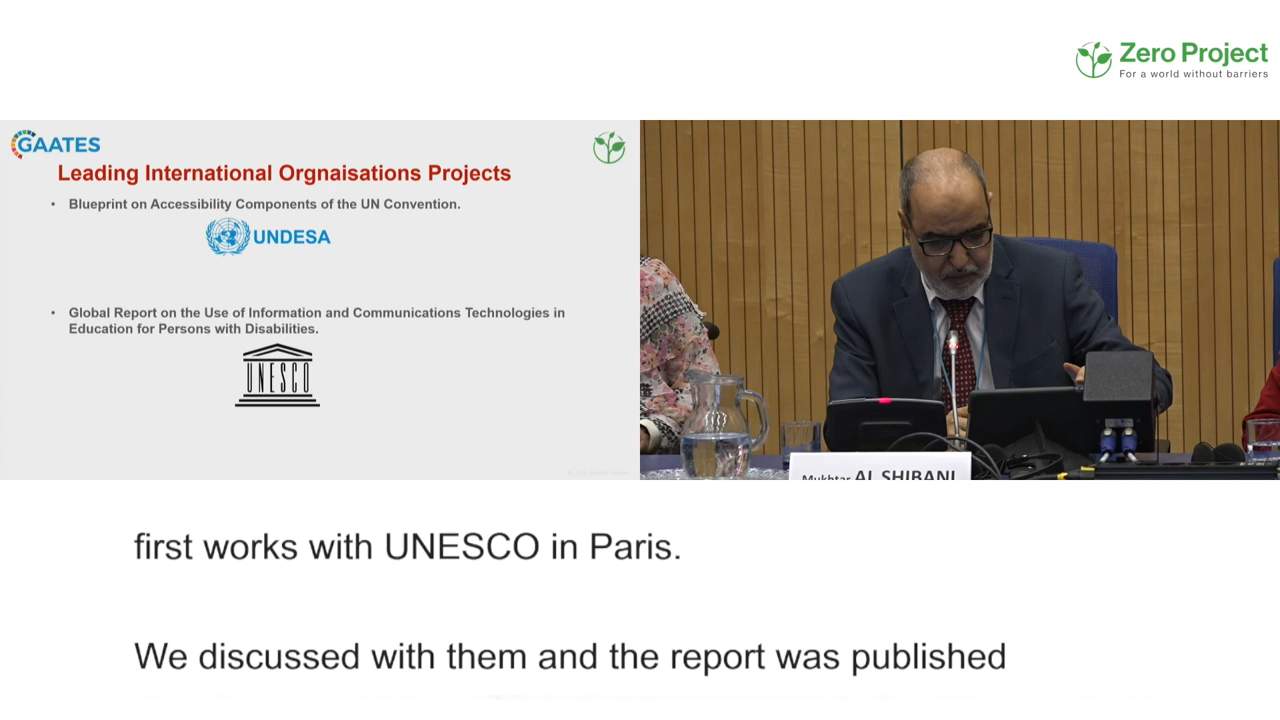 Zero Project
For a world without barriers
GAATES
Leading International Orgnaisations Projects
• Blueprint on Accessibility Components of the UN Convention.
UNDESA
• Global Report on the Use of Information and Communications Technologies in
Education for Persons with Disabilities.
UNESCO
Mukhtar AL SHIBANI
first works with UNESCO in Paris.
We discussed with them and the report was published